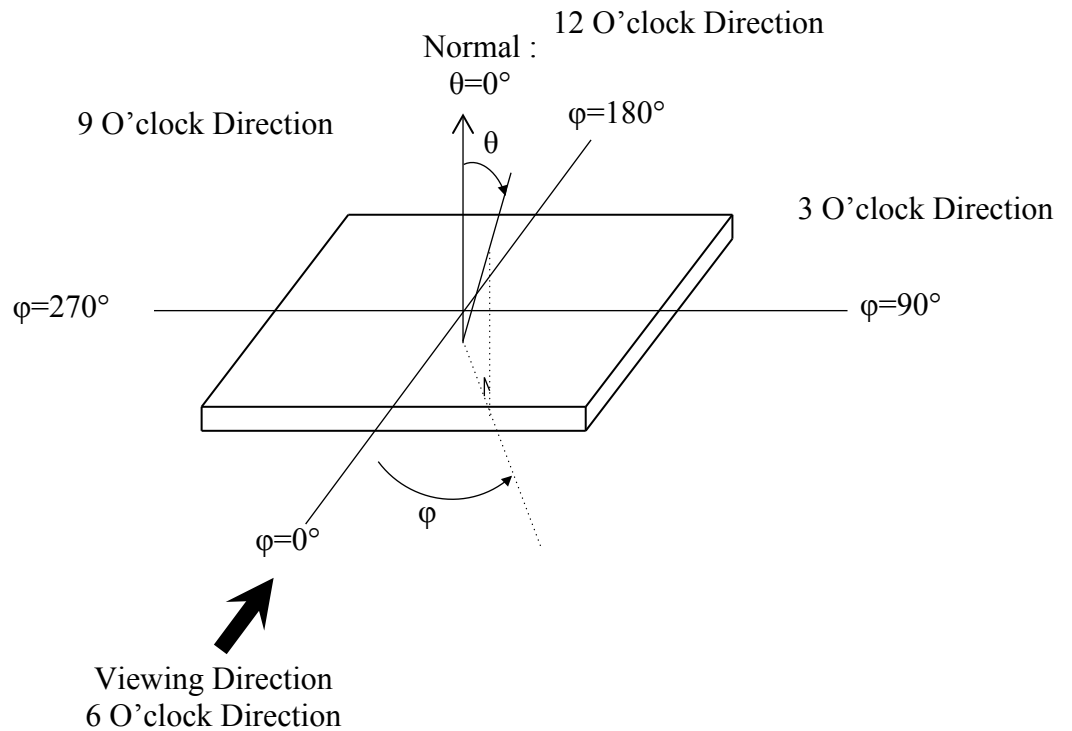 12 O’clock Direction
Normal :
θ=0°
φ=180°
9 O’clock Direction
θ
3 O’clock Direction
φ=270°
φ=90°
φ
φ=0°
Viewing Direction
6 O’clock Direction